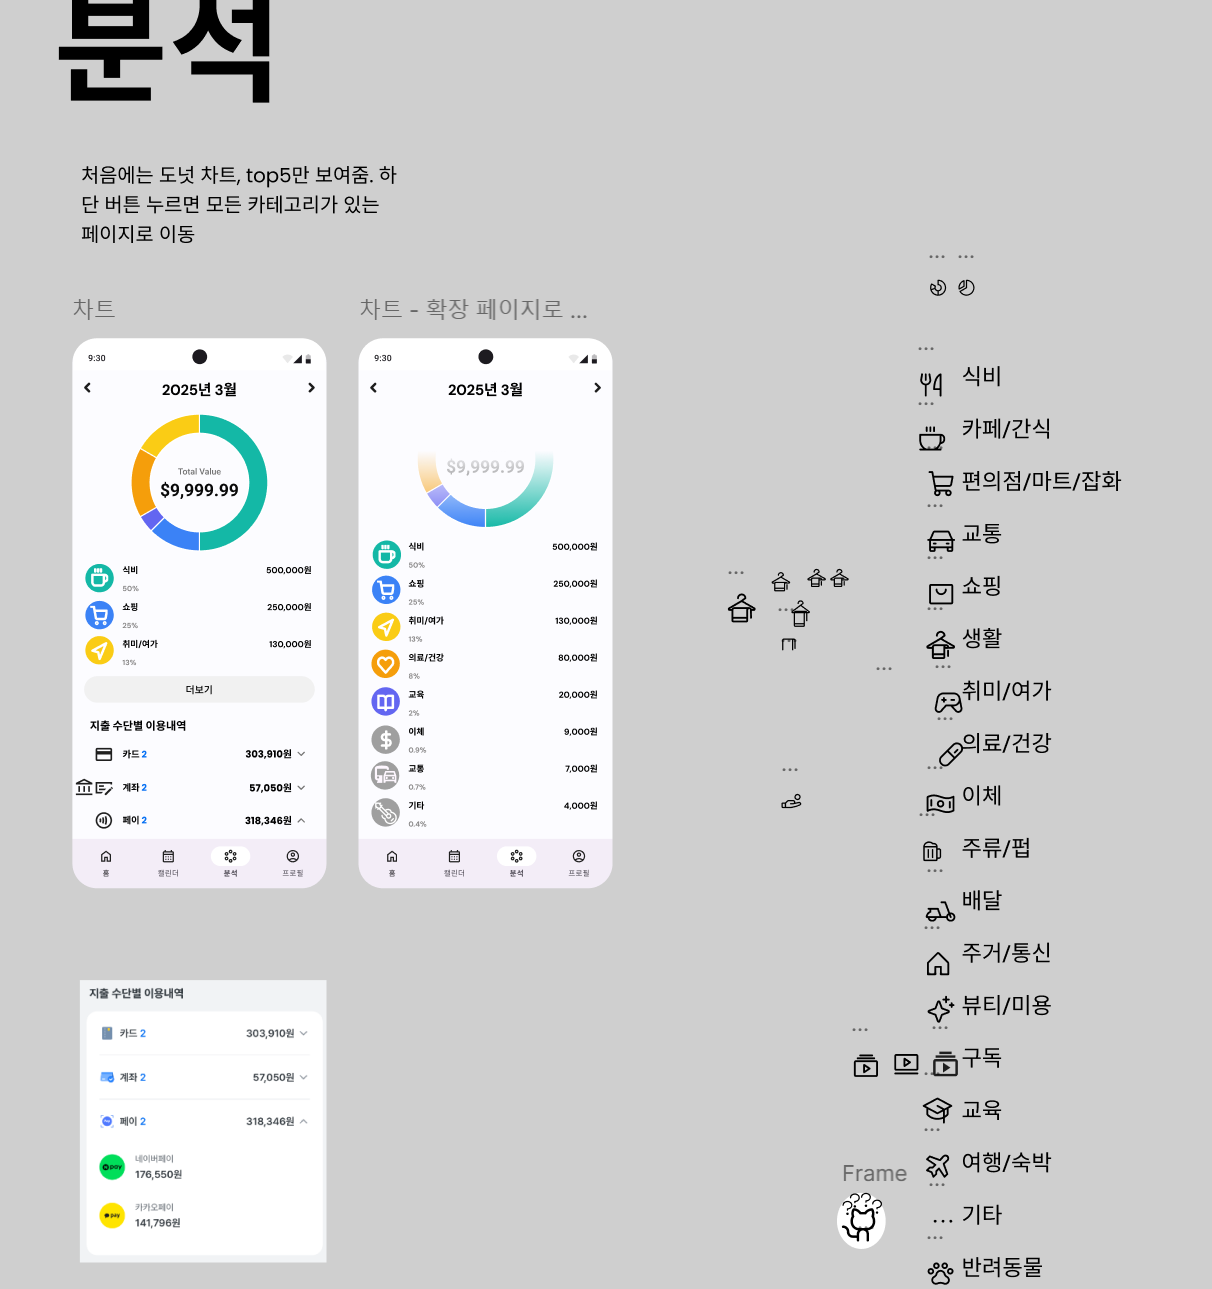 분석
처음에는 도넛 차트, top5만 보여줌. 하
단 버튼 누르면 모든 카테고리가 있는
페이지로 이동
차트
9:30
2025년 3월
Total Value
$9,999.99
식비
500,000원
50%
쇼핑
250,000원
25%
취미/여가
130,000원
13%
더보기
지출 수단별 이용내역
카드 2
303,910원
계좌 2
57,050원
페이 2
318,346원
홈
캘린더
분석
프로필
차트 - 확장 페이지로 ...
9:30
2025년 3월
$9,999.99
식비
500,000원
50%
쇼핑
250,000원
25%
취미/여가
130,000원
13%
의료/건강
80,000원
8%
교육
20,000원
2%
이체
9,000원
0.9%
교통
7,000원
0.7%
기타
4,000원
0.4%
홈
캘린더
분석
프로필
지출 수단별 이용내역
카드 2
303,910원
계좌 2
57,050원
페이 2
318,346원
pay
네이버페이
176,550원
pay
카카오페이
141,796원
식비
카페/간식
편의점/마트/잡화
교통
쇼핑
생활
취미/여가
의료/건강
이체
주류/펍
배달
주거/통신
뷰티/미용
구독
교육
여행/숙박
Frame
????
기타
반려동물